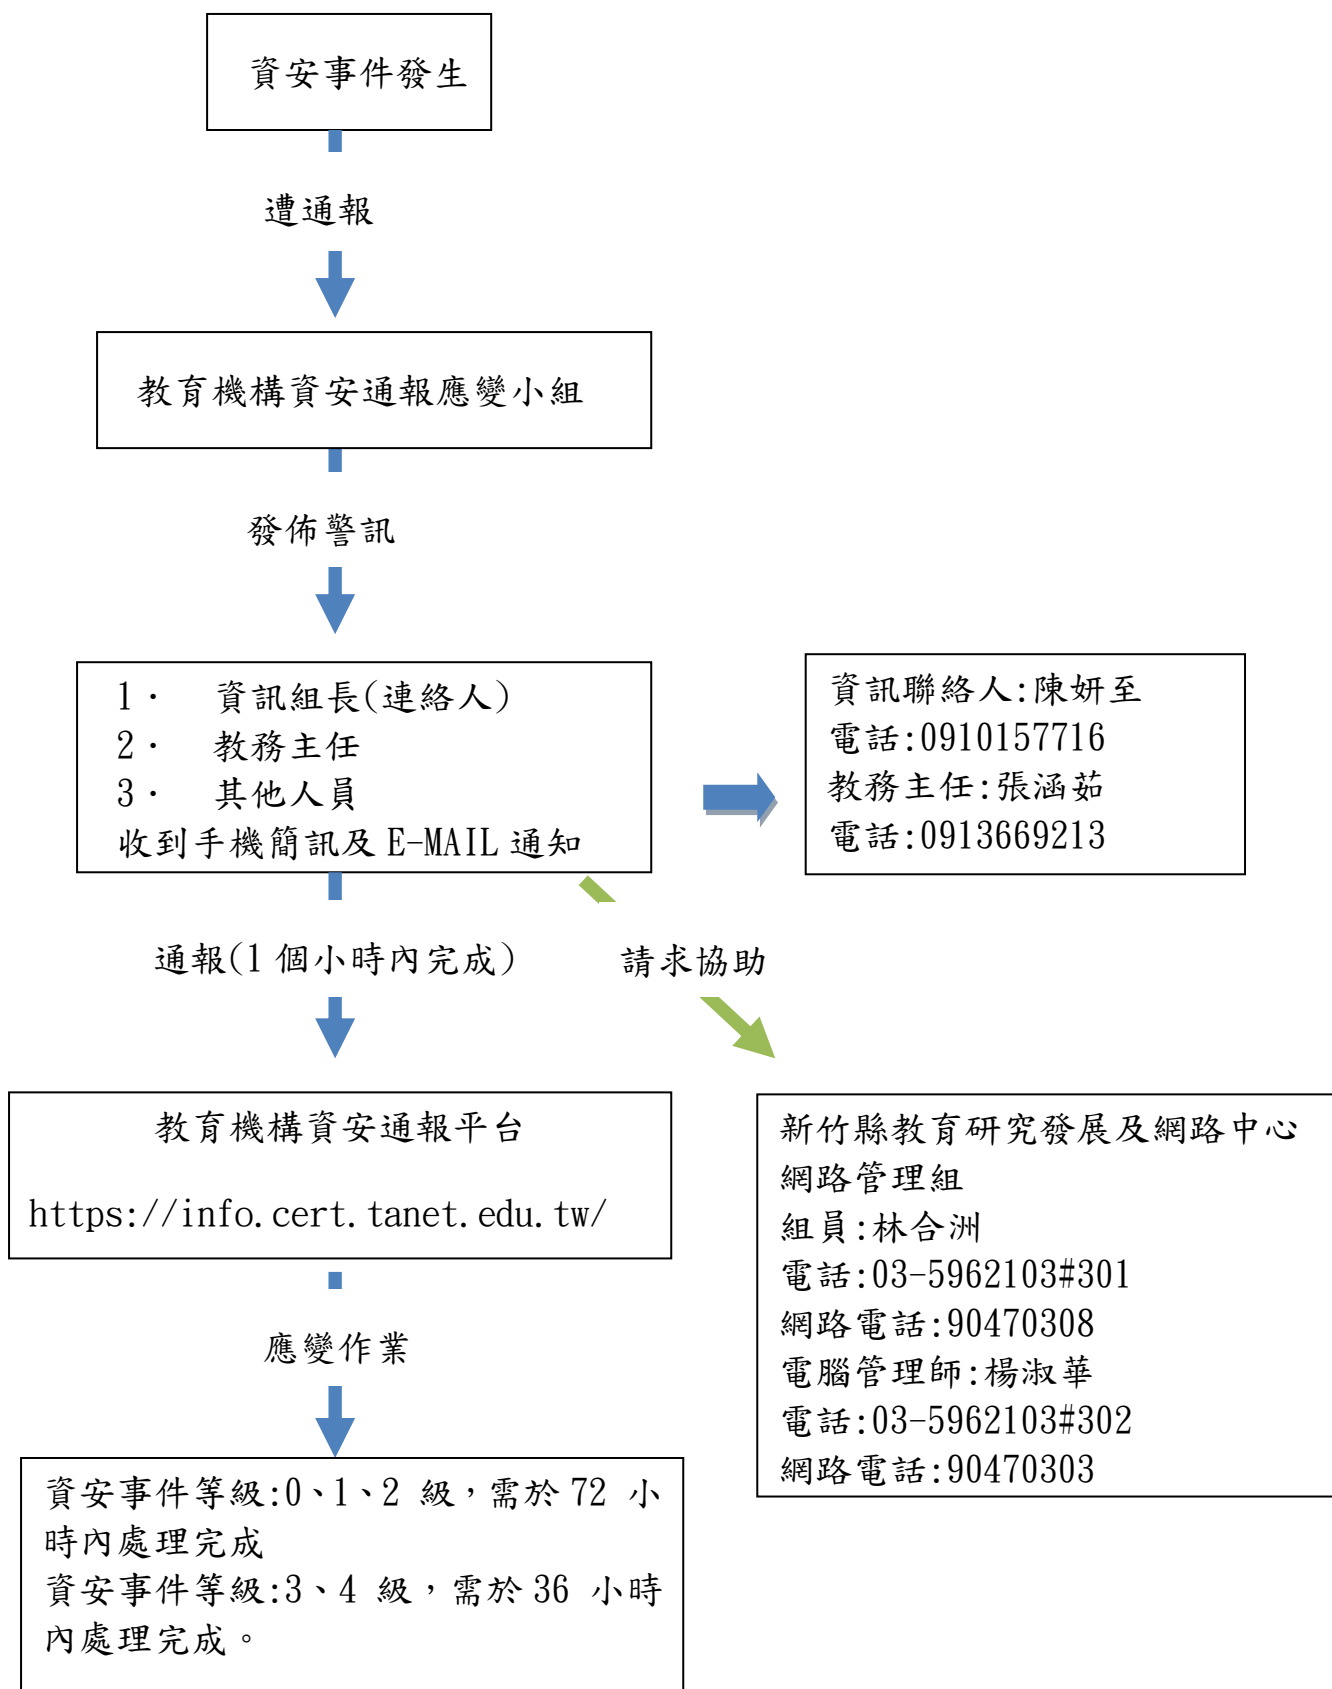 資安事件發生
遭通報
教育機構資安通報應變小組
發佈警訊
1. 資訊組長(連絡人)
2. 教務主任
3. 其他人員
收到手機簡訊及 E-MAIL 通知
資訊聯絡人:陳妍至
電話:0910157716
教務主任:張涵茹
電話:0913669213
通報(1 個小時內完成)
請求協助
教育機構資安通報平台
https://info.cert.tanet.edu.tw/
新竹縣教育研究發展及網路中心
網路管理組
組員:林合洲
電話:03-5962103#301
網路電話:90470308
電腦管理師:楊淑華
電話:03-5962103#302
網路電話:90470303
應變作業
資安事件等級:0、1、2 級，需於 72 小
時內處理完成
資安事件等級:3、4 級，需於 36 小時
內處理完成。